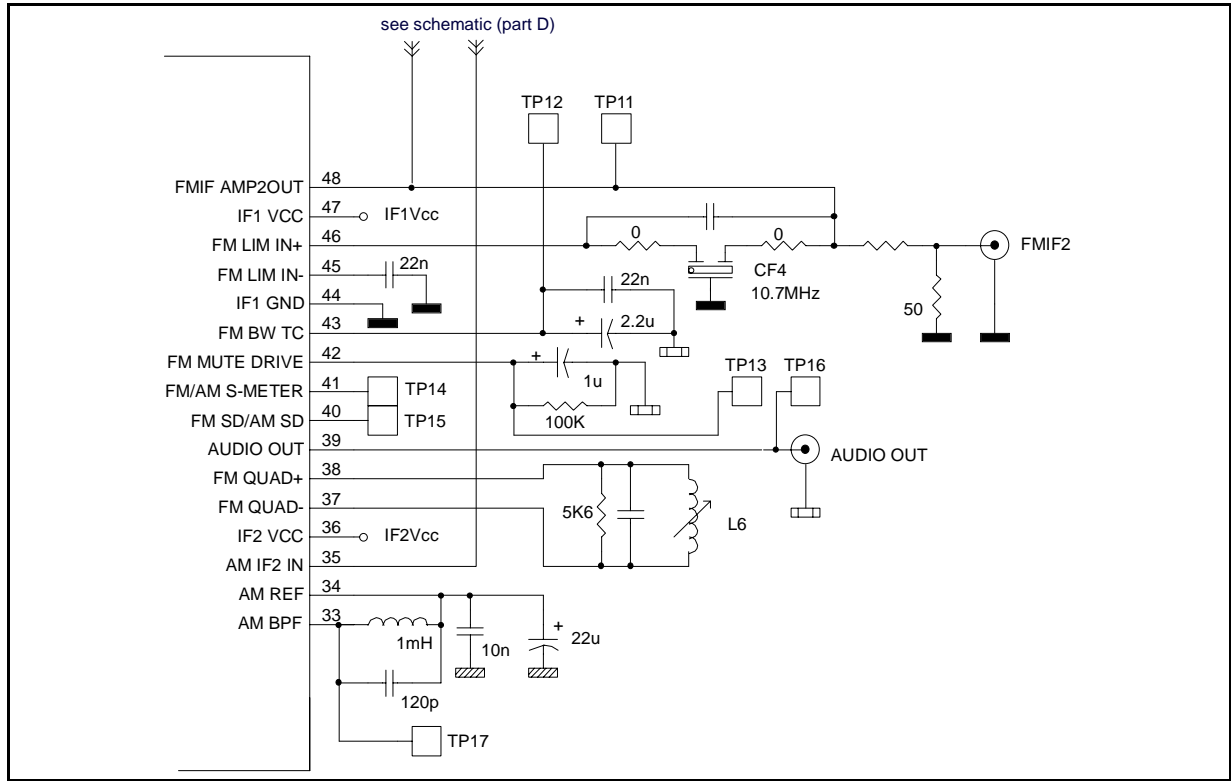 see schematic (part D)
TP12
TP11
FMIF AMP2OUT 48
IF1 VCC 47 IF1Vcc
FM LIM IN+ 46
0
0
FMIF2
FM LIM IN- 45
22n
CF4
10.7MHz
22n
IF1 GND 44
50
FM BW TC 43
+ 2.2u
FM MUTE DRIVE 42
+
1u
TP13
TP16
FM/AM S-METER 41 TP14
100K
FM SD/AM SD 40 TP15
AUDIO OUT 39
AUDIO OUT
FM QUAD+ 38
FM QUAD- 37
5K6
L6
IF2 VCC 36 IF2Vcc
AM IF2 IN 35
AM REF 34
AM BPF 33
1mH
10n
+
22u
120p
TP17